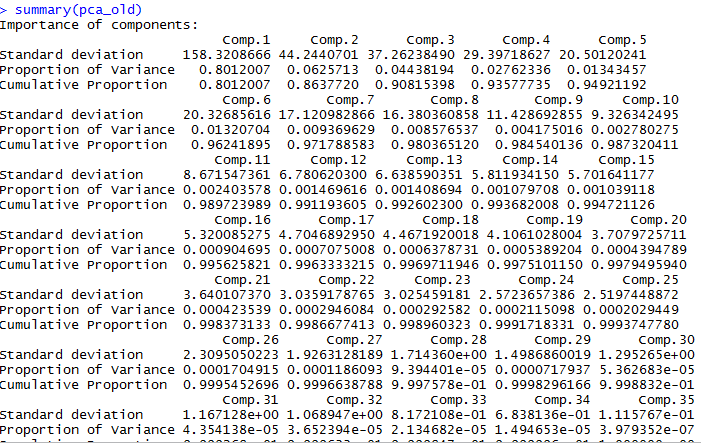 > summary(pca_old)
Importance of components:
Comp.1 Comp.2 Comp.3 Comp.4 Comp.5
Standard deviation 158.3208666 44.2440701 37.26238490 29.39718627 20.50120241
Proportion of Variance 0.8012007 0.0625713 0.04438194 0.02762336 0.01343457
Cumulative Proportion 0.8012007 0.8637720 0.90815398 0.93577735 0.94921192
Comp.6 Comp.7 Comp.8 Comp.9 Comp.10
Standard deviation 20.32685616 17.120982866 16.380360858 11.428692855 9.326342495
Proportion of Variance 0.01320704 0.009369629 0.008576537 0.004175016 0.002780275
Cumulative Proportion 0.96241895 0.971788583 0.980365120 0.984540136 0.987320411
Comp.11 Comp.12 Comp.13 Comp.14 Comp.15
Standard deviation 8.671547361 6.780620300 6.638590351 5.811934150 5.701641177
Proportion of Variance 0.002403578 0.001469616 0.001408694 0.001079708 0.001039118
Cumulative Proportion 0.989723989 0.991193605 0.992602300 0.993682008 0.994721126
Comp.16 Comp.17 Comp.18 Comp.19 Comp.20
Standard deviation 5.320085275 4.7046892950 4.4671920018 4.1061028004 3.7079725711
Proportion of Variance 0.000904695 0.0007075008 0.0006378731 0.0005389204 0.0004394789
Cumulative Proportion 0.995625821 0.9963333215 0.9969711946 0.9975101150 0.9979495940
Comp.21 Comp.22 Comp.23 Comp.24 Comp.25
Standard deviation 3.640107370 3.0359178765 3.025459181 2.5723657386 2.5197448872
Proportion of Variance 0.000423539 0.0002946084 0.000292582 0.0002115098 0.0002029449
Cumulative Proportion 0.998373133 0.9986677413 0.998960323 0.9991718331 0.9993747780
Comp.26 Comp.27 Comp.28 Comp.29 Comp.30
Standard deviation 2.3095050223 1.9263128189 1.714360e+00 1.4986860019 1.295265e+00
Proportion of Variance 0.0001704915 0.0001186093 9.394401e-05 0.0000717937 5.362683e-05
Cumulative Proportion 0.9995452696 0.9996638788 9.997578e-01 0.9998296166 9.998832e-01
Comp.31 Comp.32 Comp.33 Comp.34 Comp.35
Standard deviation 1.167128e+00 1.068947e+00 8.172108e-01 6.838136e-01 1.115767e-01
Proportion of Variance 4.354138e-05 3.652394e-05 2.134682e-05 1.494653e-05 3.979352e-07